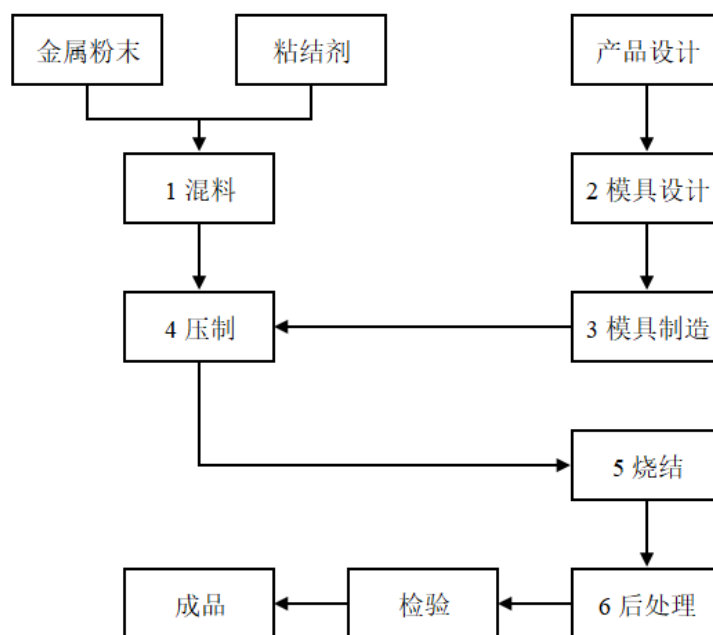 金属粉末
粘结剂
产品设计
1 混料
2 模具设计
4 压制
3 模具制造
5 烧结
成品
检验
6 后处理